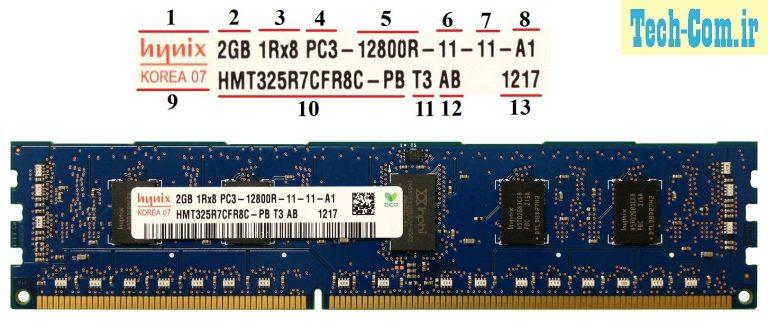 1 2 3 4 5 6 7 8
Tech-Com.ir
hynix 2GB 1Rx8 PC3-12800R-11-11-A1
KOREA 07 HMT325R7CFR8C-PB T3 AB 1217
9 10 11 12 13
hynix 2GB 1Rx8 PC3-12800R-11-11-A1
KOREA 07 HMT325R7CFR8C-PB T3 AB 1217
ECO
inphi